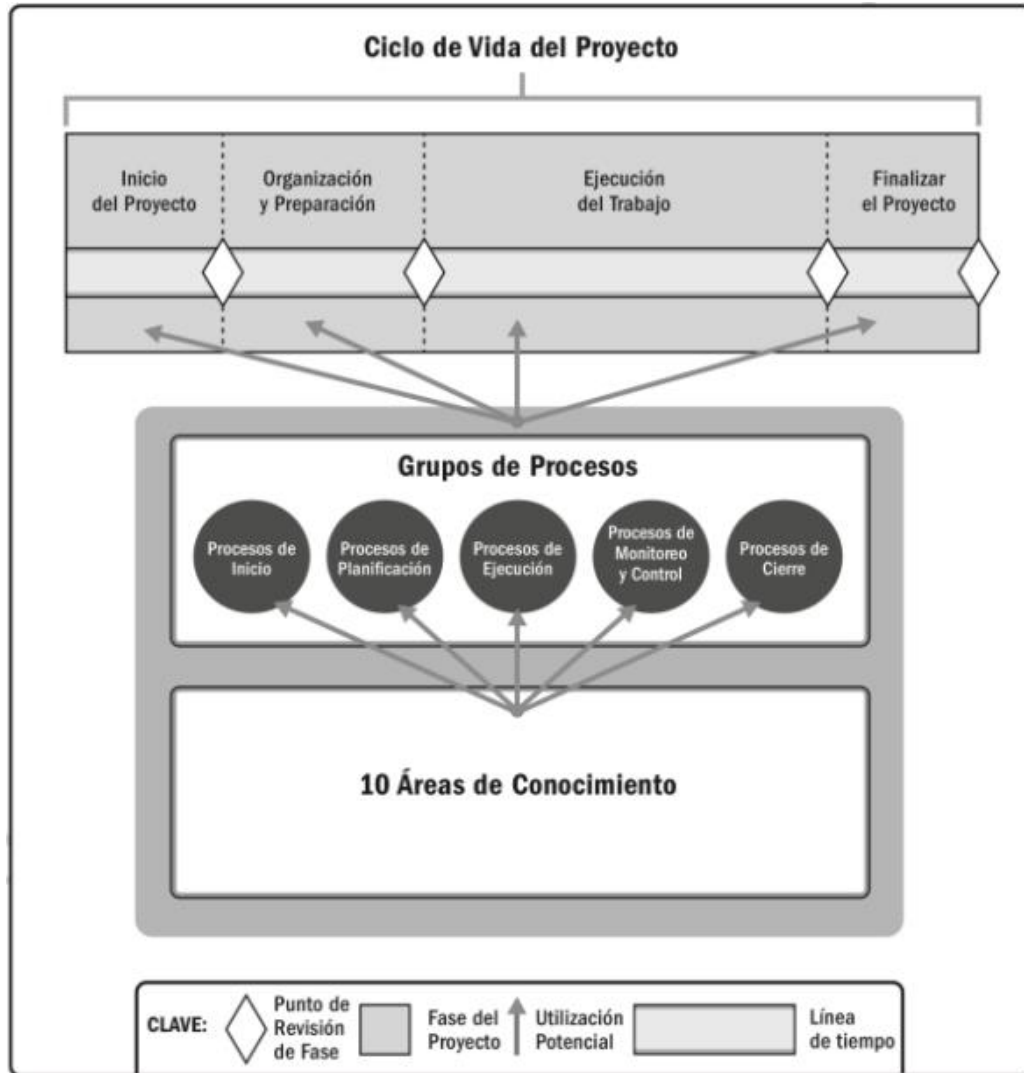 Ciclo de Vida del Proyecto
Inicio
del Proyecto
Organización
y Preparación
Ejecución
del Trabajo
Finalizar
el Proyecto
Grupos de Procesos
Procesos de
Inicio
Procesos de
Planificación
Procesos de
Ejecución
Procesos de
Monitoreo
y Control
Procesos de
Cierre
10 Áreas de Conocimiento
CLAVE:
Punto de
Revisión
de Fase
Fase del
Proyecto
Utilización
Potencial
Línea
de tiempo